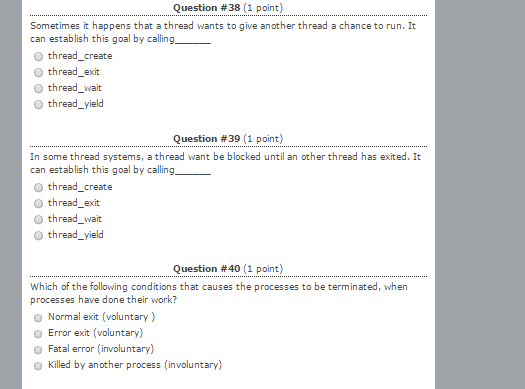 Question #38 (1 point)
Sometimes it happens that a thread wants to give another thread a chance to run. It
can establish this goal by calling______
thread_create
thread_exit
thread_wait
thread_yield
Question #39 (1 point)
In some thread systems, a thread want be blocked until an other thread has exited. It
can establish this goal by calling______
thread_create
thread_exit
thread_wait
thread_yield
Question #40 (1 point)
Which of the following conditions that causes the processes to be terminated, when
processes have done their work?
Normal exit (voluntary )
Error exit (voluntary)
Fatal error (involuntary)
Killed by another process (involuntary)